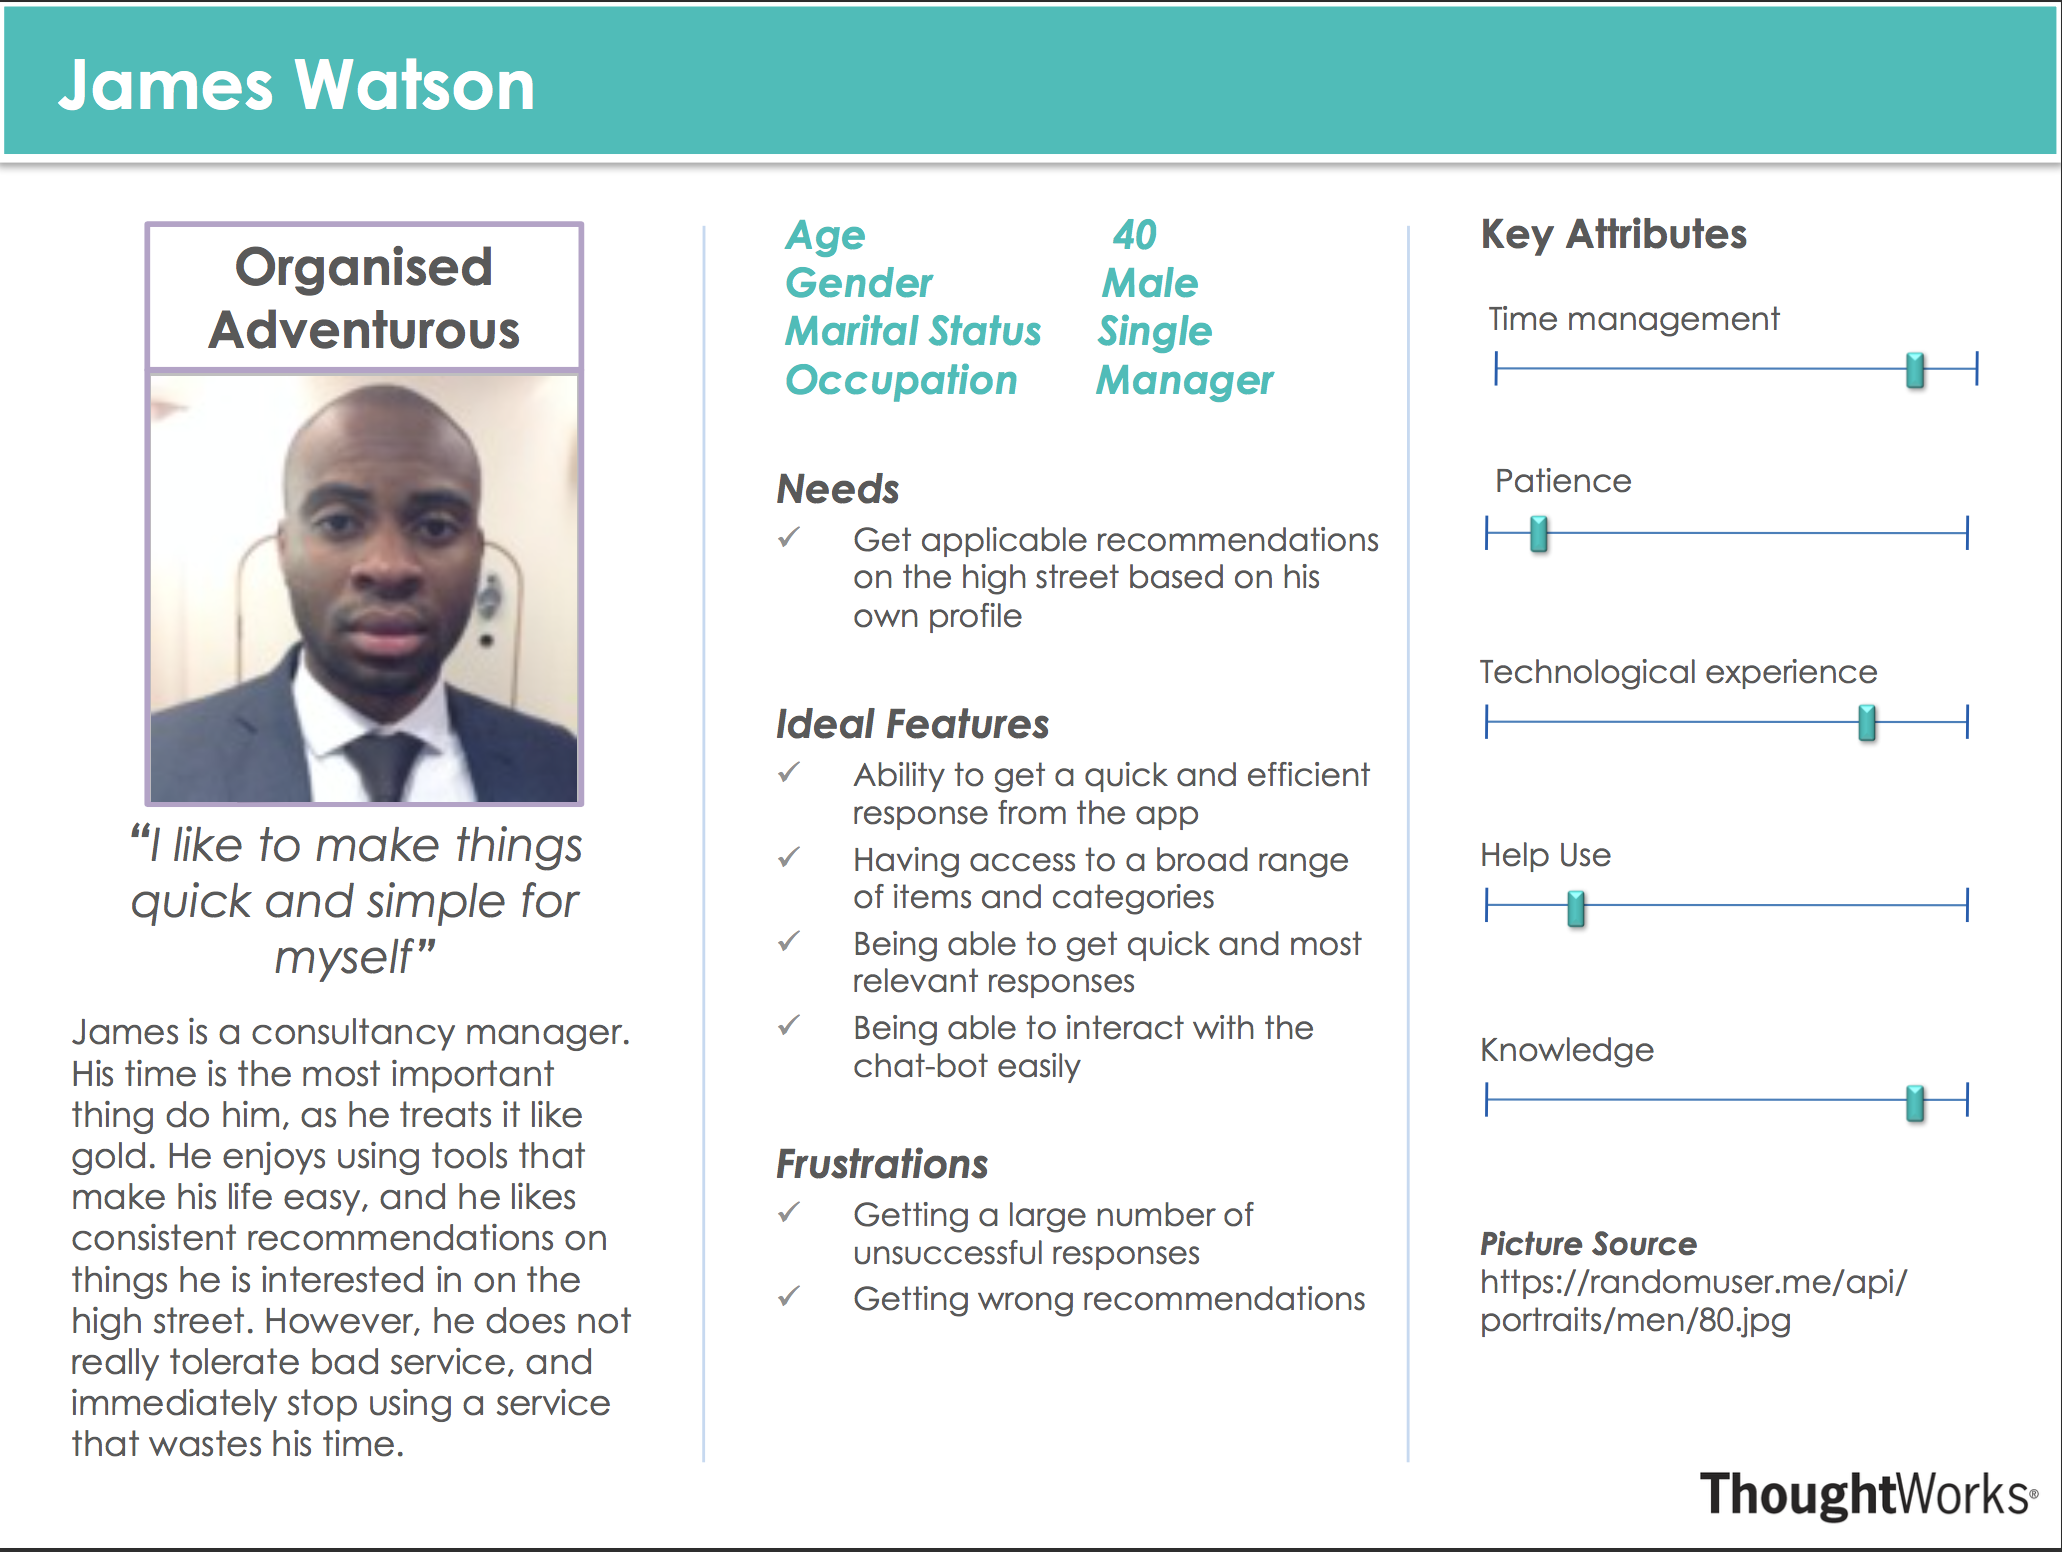 James Watson
Organised
Adventurous
“I like to make things
quick and simple for
myself”
James is a consultancy manager.
His time is the most important
thing do him, as he treats it like
gold. He enjoys using tools that
make his life easy, and he likes
consistent recommendations on
things he is interested in on the
high street. However, he does not
really tolerate bad service, and
immediately stop using a service
that wastes his time.
Age 40
Gender Male
Marital Status Single
Occupation Manager
Needs
✓ Get applicable recommendations
on the high street based on his
own profile
Ideal Features
✓ Ability to get a quick and efficient
response from the app
✓ Having access to a broad range
of items and categories
✓ Being able to get quick and most
relevant responses
✓ Being able to interact with the
chat-bot easily
Frustrations
✓ Getting a large number of
unsuccessful responses
✓ Getting wrong recommendations
Key Attributes
Time management
Patience
Technological experience
Help Use
Knowledge
Picture Source
https://randomuser.me/api/
portraits/men/80.jpg
ThoughtWorks®